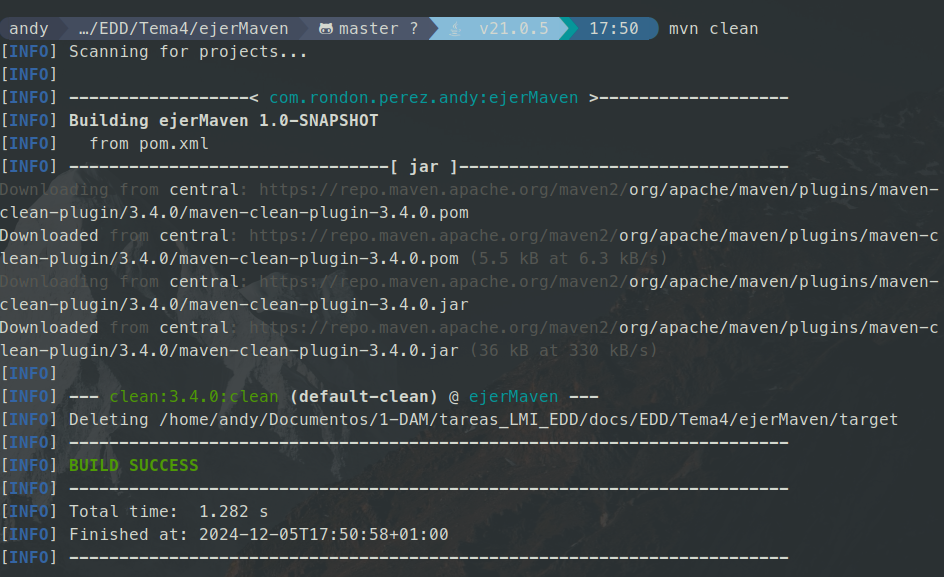 andy …/EDD/Tema4/ejerMaven master ? v21.0.5 17:50 mvn clean
[INFO] Scanning for projects...
[INFO]
[INFO] ------------------< com.rondon.perez.andy:ejerMaven >-------------------
[INFO] Building ejerMaven 1.0-SNAPSHOT
[INFO]   from pom.xml
[INFO] --------------------------------[ jar ]---------------------------------
Downloading from central: https://repo.maven.apache.org/maven2/org/apache/maven/plugins/maven-
clean-plugin/3.4.0/maven-clean-plugin-3.4.0.pom
Downloaded from central: https://repo.maven.apache.org/maven2/org/apache/maven/plugins/maven-c
lean-plugin/3.4.0/maven-clean-plugin-3.4.0.pom (5.5 kB at 6.3 kB/s)
Downloading from central: https://repo.maven.apache.org/maven2/org/apache/maven/plugins/maven-
clean-plugin/3.4.0/maven-clean-plugin-3.4.0.jar
Downloaded from central: https://repo.maven.apache.org/maven2/org/apache/maven/plugins/maven-c
lean-plugin/3.4.0/maven-clean-plugin-3.4.0.jar (36 kB at 330 kB/s)
[INFO]
[INFO] --- clean:3.4.0:clean (default-clean) @ ejerMaven ---
[INFO] Deleting /home/andy/Documentos/1-DAM/tareas_LMI_EDD/docs/EDD/Tema4/ejerMaven/target
[INFO] ------------------------------------------------------------------------
[INFO] BUILD SUCCESS
[INFO] ------------------------------------------------------------------------
[INFO] Total time:  1.282 s
[INFO] Finished at: 2024-12-05T17:50:58+01:00
[INFO] ------------------------------------------------------------------------